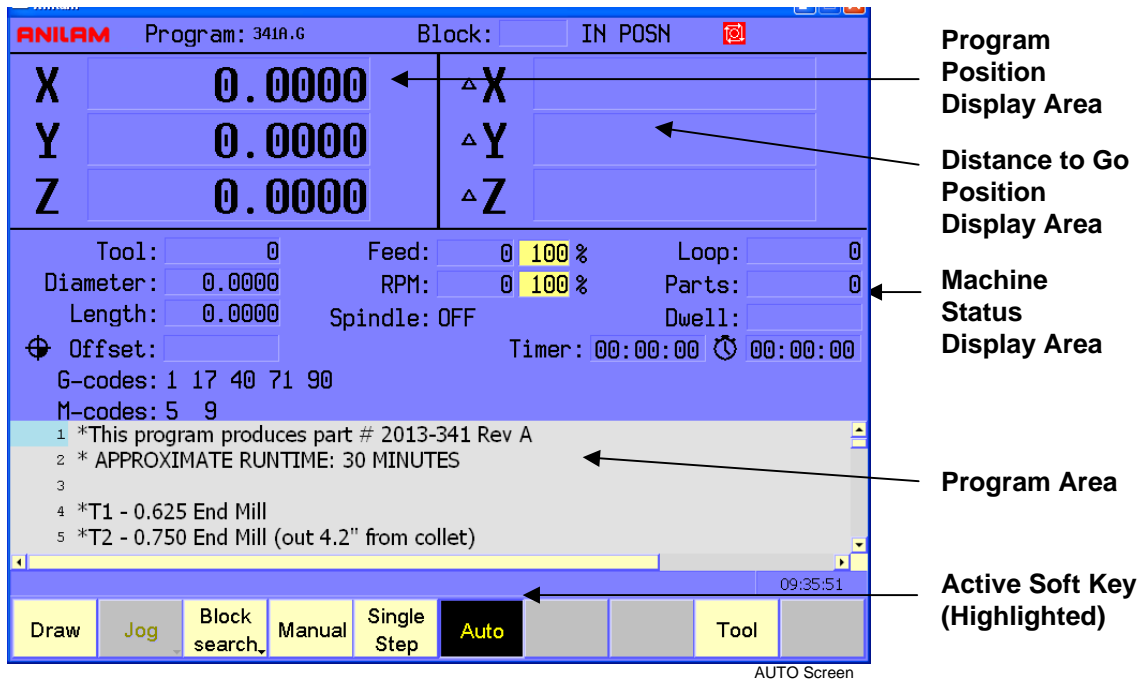 ANILAM Program: 341A.G Block: IN POSN
X 0.0000 △X
Y 0.0000 △Y
Z 0.0000 △Z
Tool: 0 Feed: 0 100 % Loop: 0
Diameter: 0.0000 RPM: 0 100 % Parts: 0
Length: 0.0000 Spindle: OFF Dwell:
Offset: Timer: 00:00:00 00:00:00
G-codes: 1 17 40 71 90
M-codes: 5 9
1 *This program produces part # 2013-341 Rev A
2 * APPROXIMATE RUNTIME: 30 MINUTES
3
4 *T1 - 0.625 End Mill
5 *T2 - 0.750 End Mill (out 4.2" from collet)
09:35:51
Draw
Jog
Block
search
Manual
Single
Step
Auto
Tool
Program
Position
Display Area
Distance to Go
Position
Display Area
Machine
Status
Display Area
Program Area
Active Soft Key
(Highlighted)
AUTO Screen